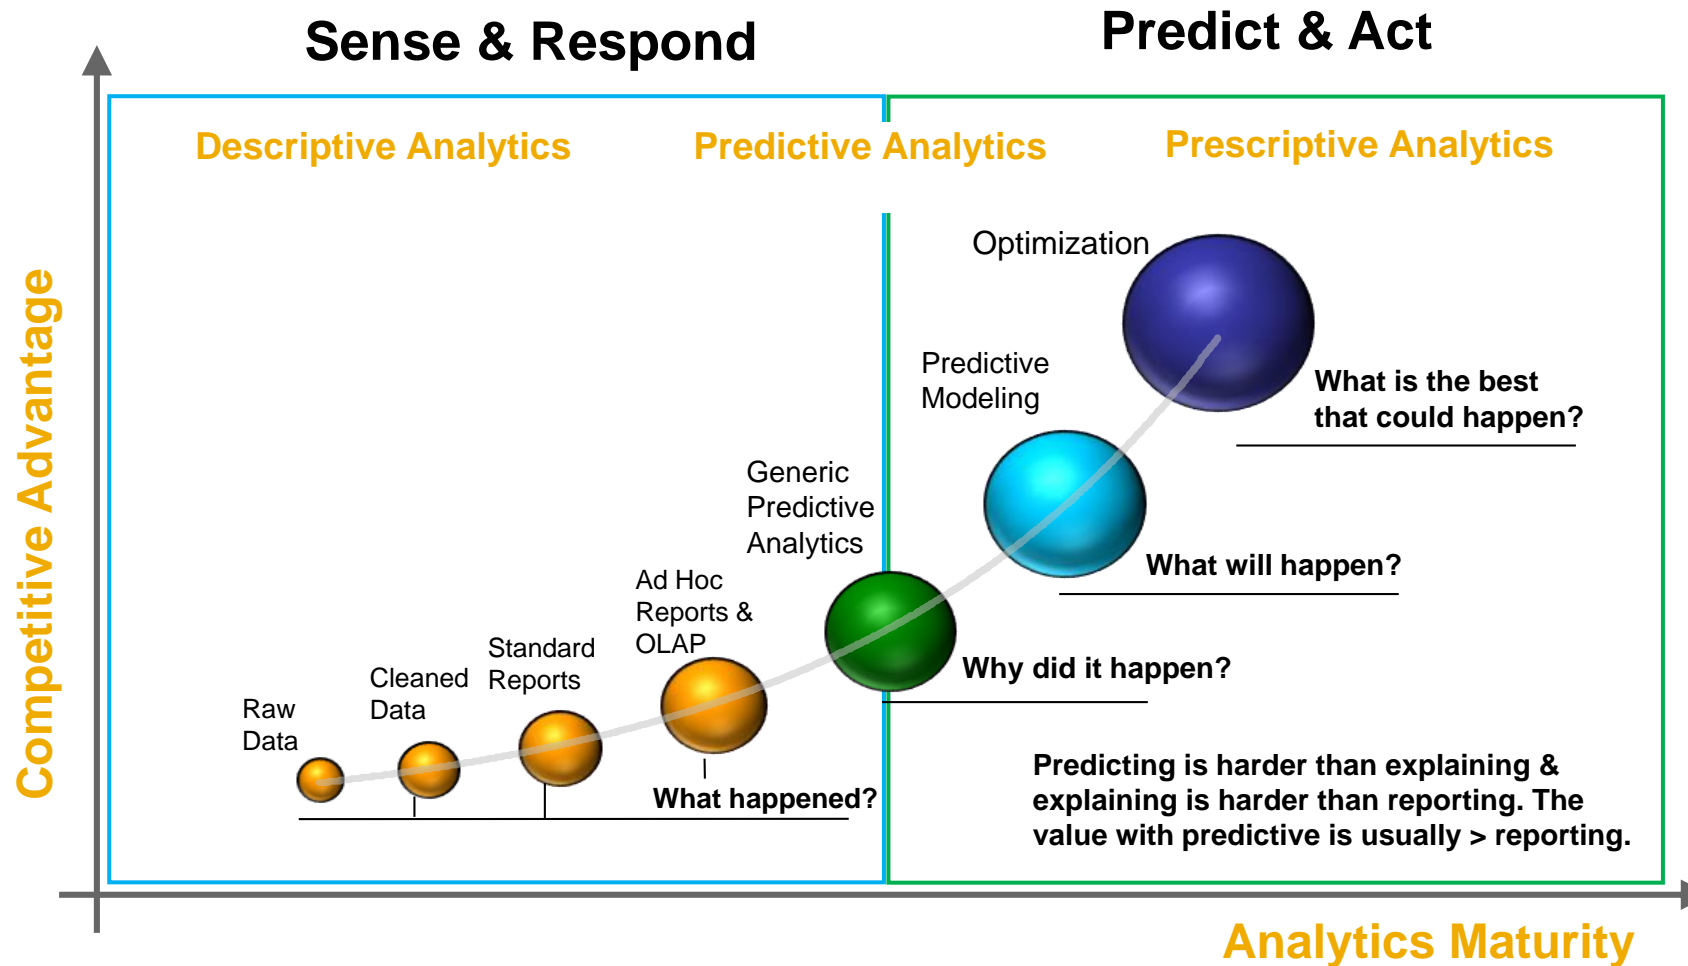 Sense & Respond
Predict & Act
Descriptive Analytics
Predictive Analytics
Prescriptive Analytics
Competitive Advantage
Optimization
What is the best
that could happen?
Predictive
Modeling
What will happen?
Generic
Predictive
Analytics
Why did it happen?
Ad Hoc
Reports &
OLAP
Standard
Reports
Cleaned
Data
Raw
Data
What happened?
Predicting is harder than explaining &
explaining is harder than reporting. The
value with predictive is usually > reporting.
Analytics Maturity